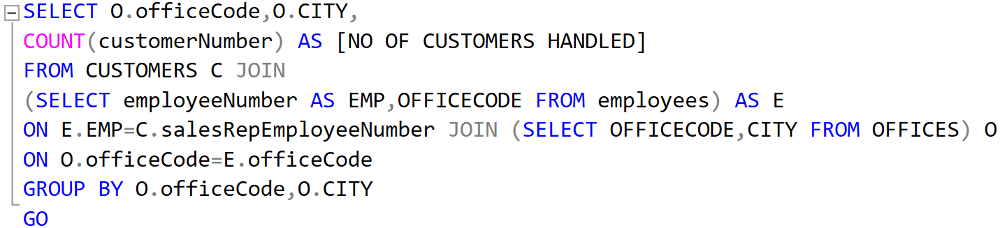 SELECT O.officeCode,O.CITY,
COUNT(customerNumber) AS [NO OF CUSTOMERS HANDLED]
FROM CUSTOMERS C JOIN
(SELECT employeeNumber AS EMP,OFFICECODE FROM employees) AS E
ON E.EMP=C.salesRepEmployeeNumber JOIN (SELECT OFFICECODE,CITY FROM OFFICES) O
ON O.officeCode=E.officeCode
GROUP BY O.officeCode,O.CITY
GO